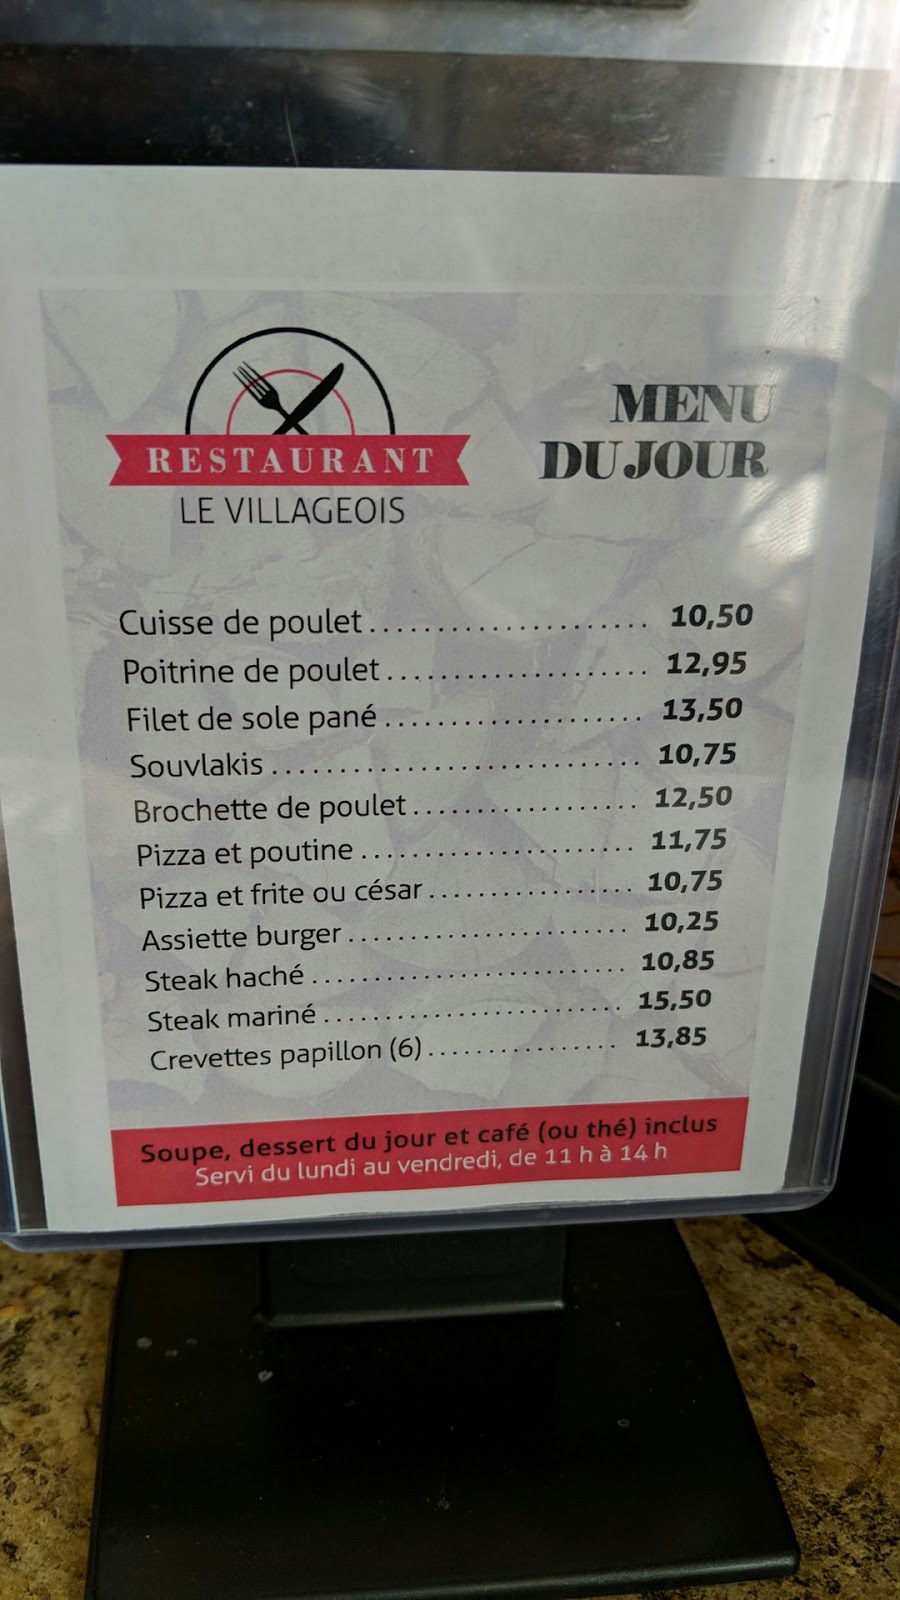 RESTAURANT
LE VILLAGEOIS
MENU
DU JOUR
Cuisse de poulet..................... 10,50
Poitrine de poulet.................... 12,95
Filet de sole pané.................... 13,50
Souvlakis............................ 10,75
Brochette de poulet................. 12,50
Pizza et poutine..................... 11,75
Pizza et frite ou césar................ 10,75
Assiette burger...................... 10,25
Steak haché........................ 10,85
Steak mariné....................... 15,50
Crevettes papillon (6)............... 13,85
Soupe, dessert du jour et café (ou thé) inclus
Servi du lundi au vendredi, de 11 h à 14 h